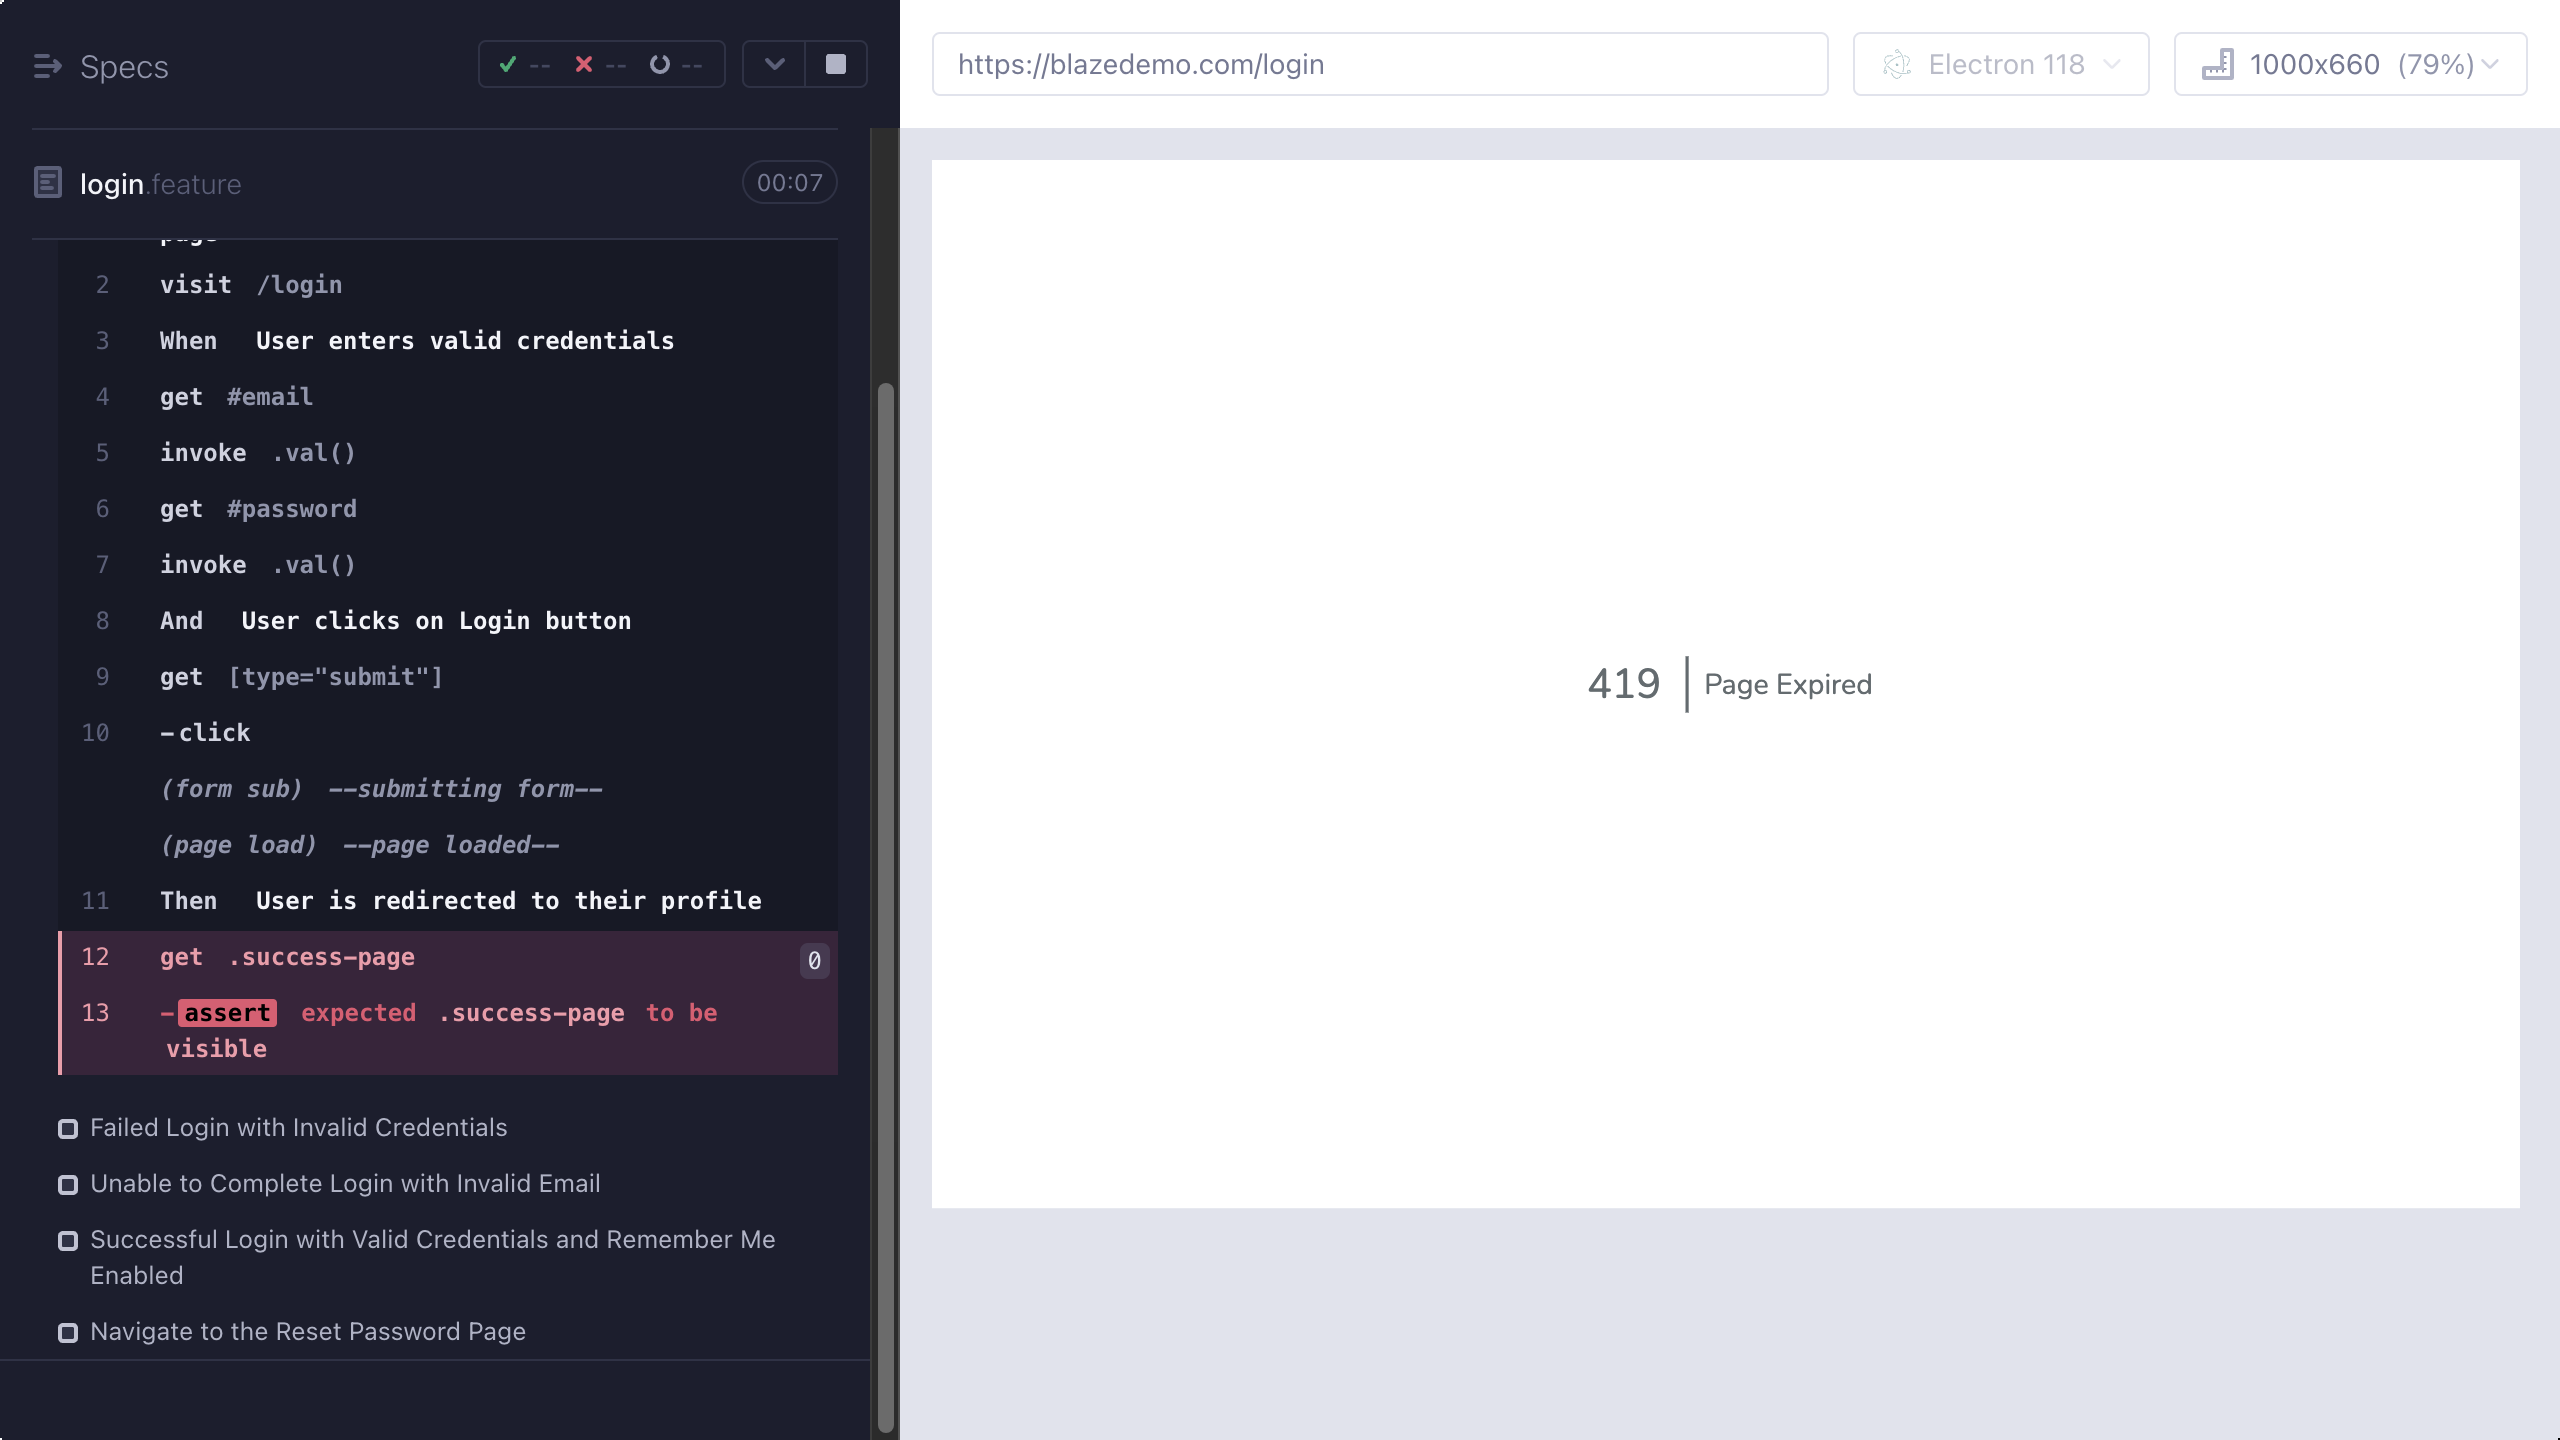 Specs
-- -- --
login.feature
00:07
page
2 visit /login
3 When User enters valid credentials
4 get #email
5 invoke .val()
6 get #password
7 invoke .val()
8 And User clicks on Login button
9 get [type="submit"]
10 -click
(form sub) --submitting form--
(page load) --page loaded--
11 Then User is redirected to their profile
12 get .success-page 0
13 -assert expected .success-page to be
visible
Failed Login with Invalid Credentials
Unable to Complete Login with Invalid Email
Successful Login with Valid Credentials and Remember Me
Enabled
Navigate to the Reset Password Page
https://blazedemo.com/login
Electron 118
1000x660 (79%)
419 Page Expired